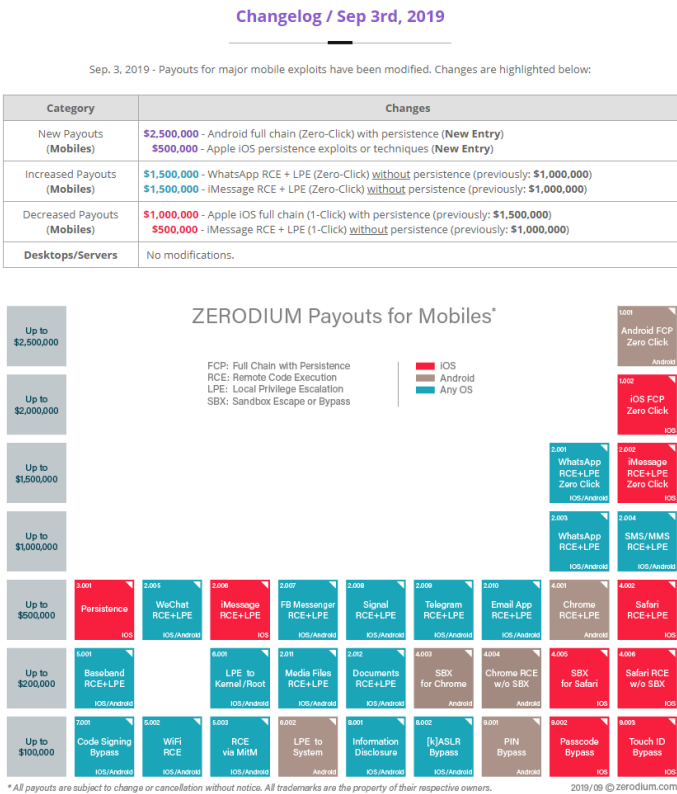 Changelog / Sep 3rd, 2019
Sep. 3, 2019 - Payouts for major mobile exploits have been modified. Changes are highlighted below:
Category Changes
New Payouts
(Mobiles)
$2,500,000 - Android full chain (Zero-Click) with persistence (New Entry)
$500,000 - Apple iOS persistence exploits or techniques (New Entry)
Increased Payouts
(Mobiles)
$1,500,000 - WhatsApp RCE + LPE (Zero-Click) without persistence (previously: $1,000,000)
$1,500,000 - iMessage RCE + LPE (Zero-Click) without persistence (previously: $1,000,000)
Decreased Payouts
(Mobiles)
$1,000,000 - Apple iOS full chain (1-Click) with persistence (previously: $1,500,000)
$500,000 - iMessage RCE + LPE (1-Click) without persistence (previously: $1,000,000)
Desktops/Servers No modifications.
ZERODIUM Payouts for Mobiles*
FCP: Full Chain with Persistence
RCE: Remote Code Execution
LPE: Local Privilege Escalation
SBX: Sandbox Escape or Bypass
IOS
Android
Any OS
Up to
$2,500,000
1.001
Android FCP
Zero Click
Android
Up to
$2,000,000
1.002
iOS FCP
Zero Click
IOS
Up to
$1,500,000
2.001
WhatsApp
RCE+LPE
Zero Click
IOS/Android
2.002
iMessage
RCE+LPE
Zero Click
IOS
Up to
$1,000,000
2.003
WhatsApp
RCE+LPE
IOS/Android
2.004
SMS/MMS
RCE+LPE
IOS/Android
Up to
$500,000
3.001
Persistence
IOS
2.005
WeChat
RCE+LPE
IOS/Android
2.006
iMessage
RCE+LPE
IOS
2.007
FB Messenger
RCE+LPE
IOS/Android
2.008
Signal
RCE+LPE
IOS/Android
2.009
Telegram
RCE+LPE
IOS/Android
2.010
Email App
RCE+LPE
IOS/Android
4.001
Chrome
RCE+LPE
Android
4.002
Safari
RCE+LPE
IOS
Up to
$200,000
5.001
Baseband
RCE+LPE
IOS/Android
6.001
LPE to
Kernel/Root
IOS/Android
2.011
Media Files
RCE+LPE
IOS/Android
2.012
Documents
RCE+LPE
IOS/Android
4.003
SBX
for Chrome
Android
4.004
Chrome RCE
w/o SBX
Android
4.005
SBX
for Safari
IOS
4.006
Safari RCE
w/o SBX
IOS
Up to
$100,000
7.001
Code Signing
Bypass
IOS/Android
5.002
WiFi
RCE
IOS/Android
5.003
RCE
via MitM
IOS/Android
6.002
LPE to
System
Android
8.001
Information
Disclosure
IOS/Android
8.002
[k]ASLR
Bypass
IOS/Android
9.001
PIN
Bypass
Android
9.002
Passcode
Bypass
IOS
9.003
Touch ID
Bypass
IOS
* All payouts are subject to change or cancellation without notice. All trademarks are the property of their respective owners.
2019/09 © zerodium.com